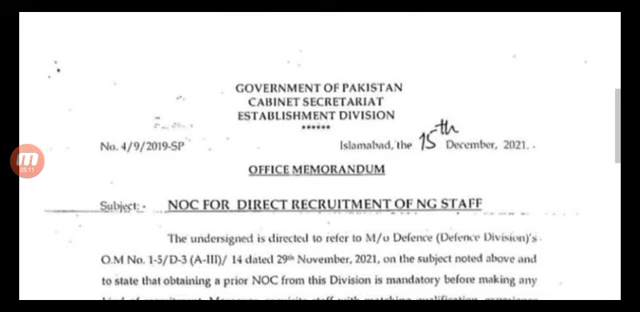 GOVERNMENT OF PAKISTAN
CABINET SECRETARIAT
ESTABLISHMENT DIVISION
******
No. 4/9/2019-SP
Islamabad, the 15th December, 2021.
OFFICE MEMORANDUM
Subject:- NOC FOR DIRECT RECRUITMENT OF NG STAFF
The undersigned is directed to refer to M/o Defence (Defence Division)'s
O.M No. 1-5/D-3 (A-III)/ 14 dated 29th November, 2021, on the subject noted above and
to state that obtaining a prior NOC from this Division is mandatory before making any
05:11